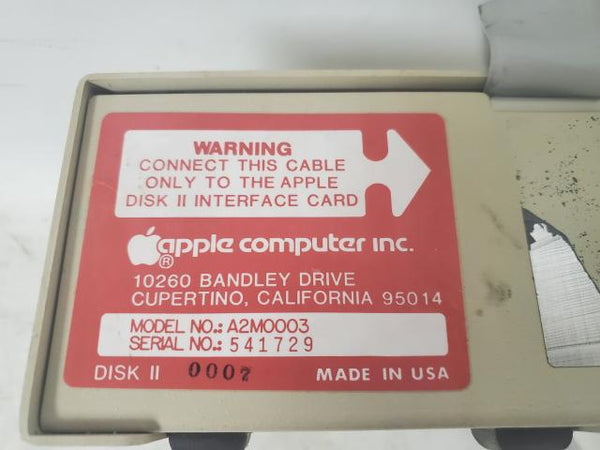 WARNING
CONNECT THIS CABLE
ONLY TO THE APPLE
DISK II INTERFACE CARD
apple computer inc.
®
10260 BANDLEY DRIVE
CUPERTINO, CALIFORNIA 95014
MODEL NO.: A2M0003
SERIAL NO.: 541729
DISK II 0007 MADE IN USA